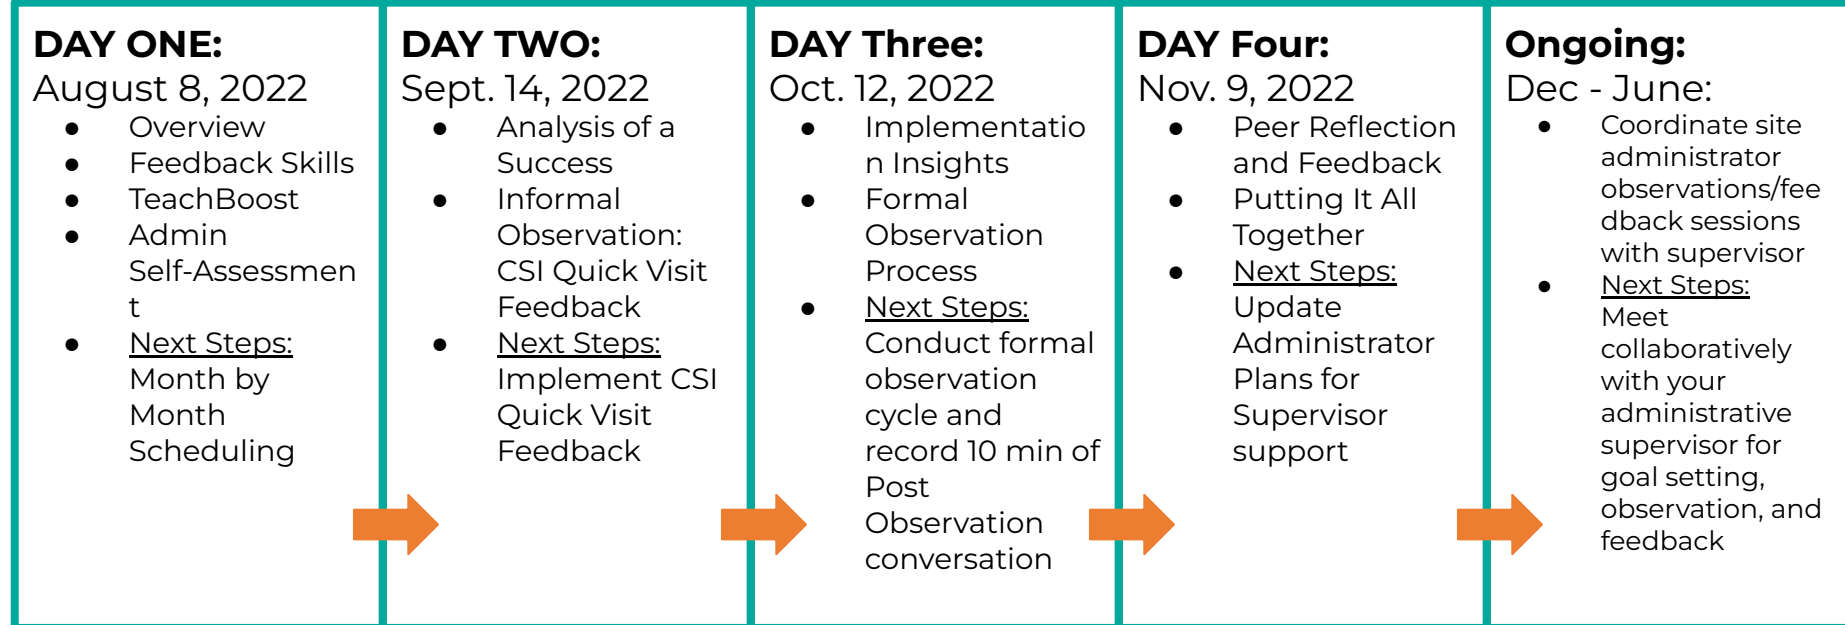 DAY ONE:
August 8, 2022
● Overview
● Feedback Skills
● TeachBoost
● Admin
Self-Assessmen
t
● Next Steps:
Month by
Month
Scheduling
DAY TWO:
Sept. 14, 2022
● Analysis of a
Success
● Informal
Observation:
CSI Quick Visit
Feedback
● Next Steps:
Implement CSI
Quick Visit
Feedback
DAY Three:
Oct. 12, 2022
● Implementatio
n Insights
● Formal
Observation
Process
● Next Steps:
Conduct formal
observation
cycle and
record 10 min of
Post
Observation
conversation
DAY Four:
Nov. 9, 2022
● Peer Reflection
and Feedback
● Putting It All
Together
● Next Steps:
Update
Administrator
Plans for
Supervisor
support
Ongoing:
Dec - June:
● Coordinate site
administrator
observations/fee
dback sessions
with supervisor
● Next Steps:
Meet
collaboratively
with your
administrative
supervisor for
goal setting,
observation, and
feedback